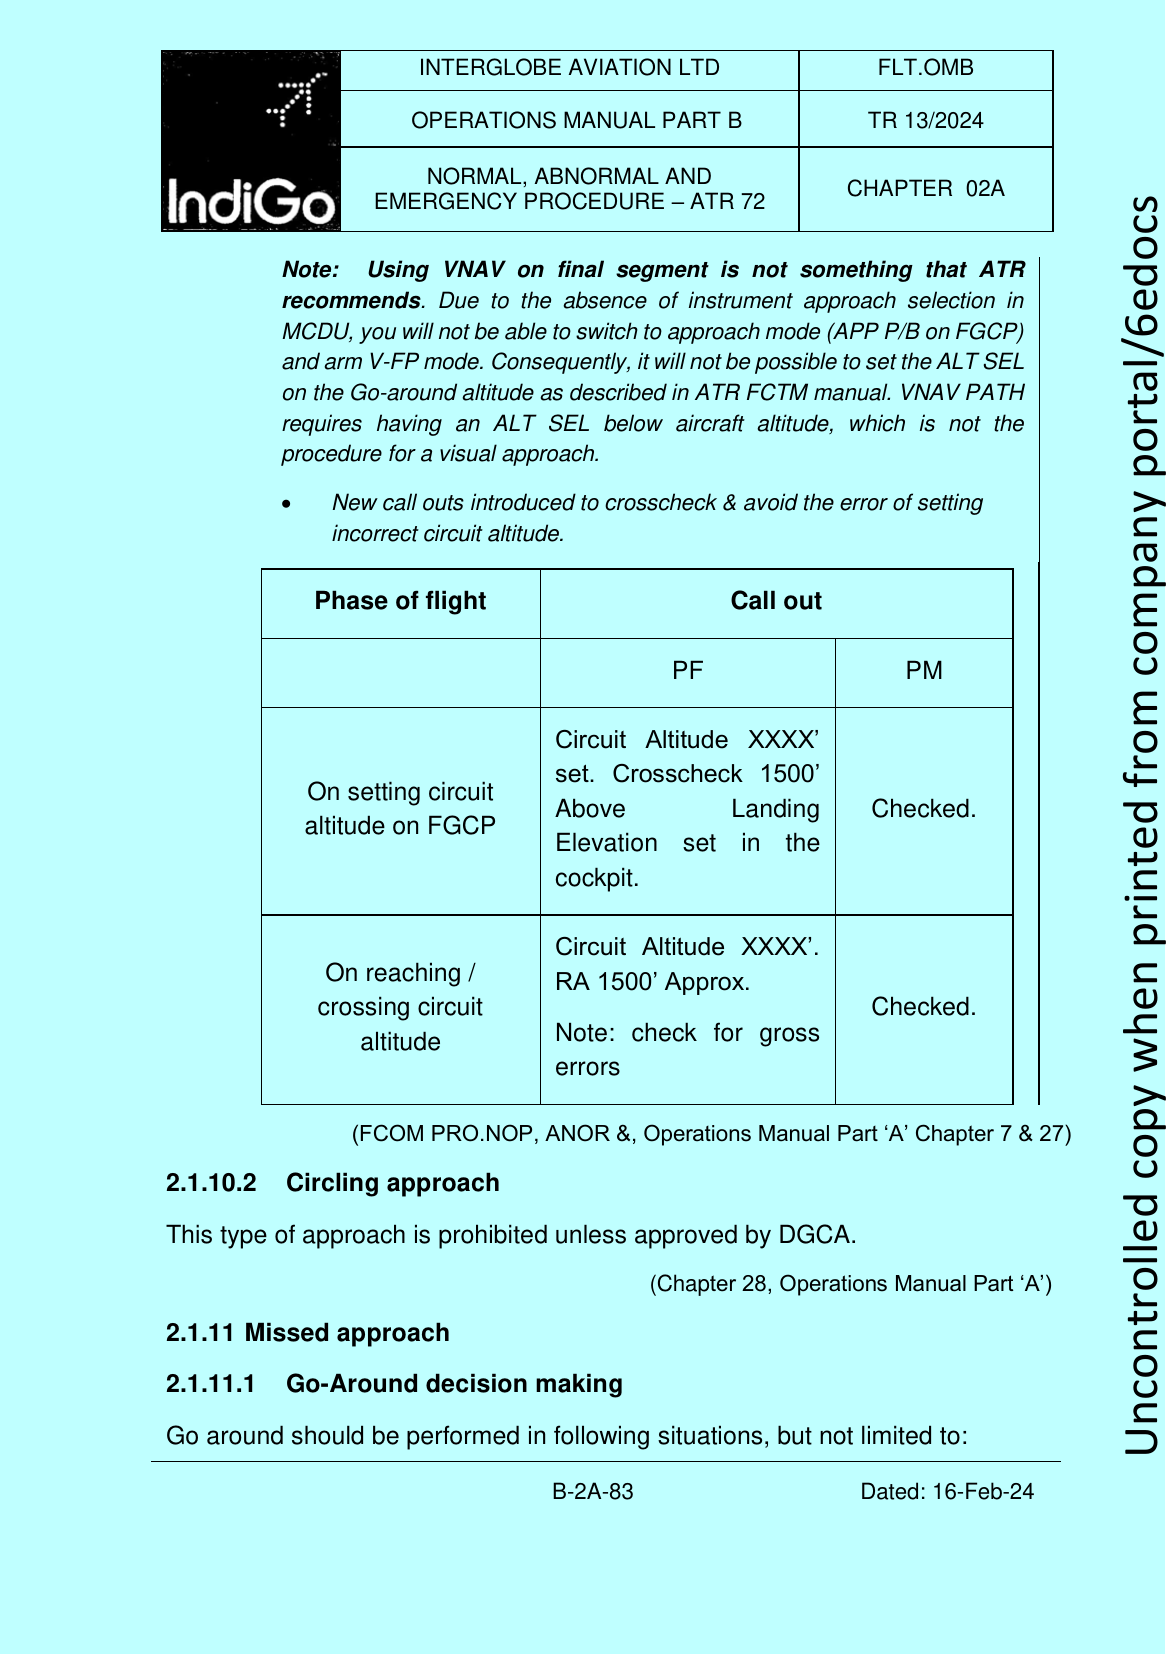 INTERGLOBE AVIATION LTD
FLT.OMB
OPERATIONS MANUAL PART B
TR 13/2024
IndiGo
NORMAL, ABNORMAL AND
EMERGENCY PROCEDURE – ATR 72
CHAPTER 02A
Note: Using VNAV on final segment is not something that ATR
recommends. Due to the absence of instrument approach selection in
MCDU, you will not be able to switch to approach mode (APP P/B on FGCP)
and arm V-FP mode. Consequently, it will not be possible to set the ALT SEL
on the Go-around altitude as described in ATR FCTM manual. VNAV PATH
requires having an ALT SEL below aircraft altitude, which is not the
procedure for a visual approach.
• New call outs introduced to crosscheck & avoid the error of setting
incorrect circuit altitude.
Phase of flight
Call out
PF
PM
On setting circuit
altitude on FGCP
Circuit Altitude XXXX’
set. Crosscheck 1500’
Above Landing
Elevation set in the
cockpit.
Checked.
On reaching /
crossing circuit
altitude
Circuit Altitude XXXX’.
RA 1500’ Approx.
Note: check for gross
errors
Checked.
(FCOM PRO.NOP, ANOR &, Operations Manual Part ‘A’ Chapter 7 & 27)
2.1.10.2 Circling approach
This type of approach is prohibited unless approved by DGCA.
(Chapter 28, Operations Manual Part ‘A’)
2.1.11 Missed approach
2.1.11.1 Go-Around decision making
Go around should be performed in following situations, but not limited to:
B-2A-83
Dated: 16-Feb-24
Uncontrolled copy when printed from company portal/6edocs